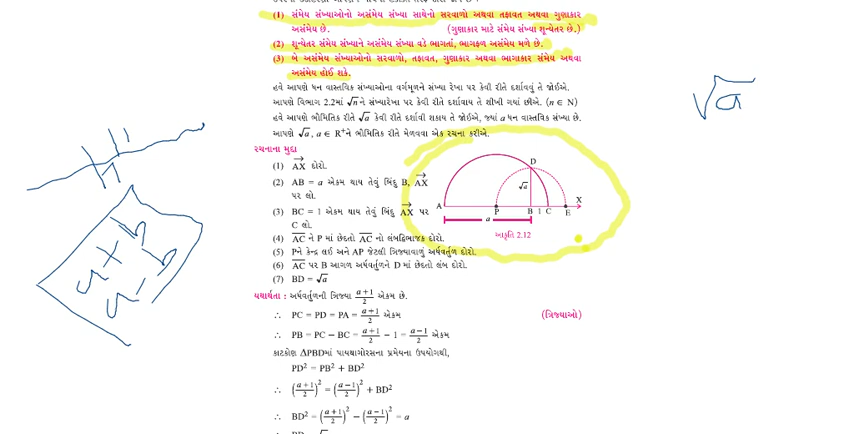 (1) સંમેય સંખ્યાઓનો અસંમેય સંખ્યા સાથેનો સરવાળો અથવા તફાવત અથવા ગુણાકાર
અસંમેય છે. (ગુણાકાર માટે સંમેય સંખ્યા શૂન્યેતર છે.)
(2) શૂન્યેતર સંમેય સંખ્યાને અસંમેય સંખ્યા વડે ભાગતાં, ભાગફળ અસંમેય મળે છે.
(3) બે અસંમેય સંખ્યાઓનો સરવાળો, તફાવત, ગુણાકાર અથવા ભાગાકાર સંમેય અથવા
અસંમેય હોઈ શકે.
હવે આપણે ધન વાસ્તવિક સંખ્યાઓના વર્ગમૂળને સંખ્યા રેખા પર કેવી રીતે દર્શાવવું તે જોઈએ.
આપણે વિભાગ 2.2માં √n ને સંખ્યારેખા પર કેવી રીતે દર્શાવાય તે શીખી ગયાં છીએ. (n ∈ N)
હવે આપણે ભૌમિતિક રીતે √a કેવી રીતે દર્શાવી શકાય તે જોઈએ, જ્યાં a ધન વાસ્તવિક સંખ્યા છે.
આપણે √a, a ∈ R⁺ને ભૌમિતિક રીતે મેળવવા એક રચના કરીએ.
રચનાના મુદ્દા
(1) AX→ દોરો.
(2) AB = a એકમ થાય તેવું બિંદુ B, AX→
પર લો.
(3) BC = 1 એકમ થાય તેવું બિંદુ AX→ પર
C લો.
(4) A̅C̅ ને P માં છેદતો A̅C̅ નો લંબદ્વિભાજક દોરો.
(5) Pને કેન્દ્ર લઈ અને AP જેટલી ત્રિજ્યાવાળું અર્ધવર્તુળ દોરો.
(6) A̅C̅ પર B આગળ અર્ધવર્તુળને D માં છેદતો લંબ દોરો.
(7) BD = √a
D
√a
A P B 1 C E X
a
આકૃતિ 2.12
યથાર્થતા : અર્ધવર્તુળની ત્રિજ્યા (a+1)/2 એકમ છે.
∴ PC = PD = PA = (a+1)/2 એકમ (ત્રિજ્યાઓ)
∴ PB = PC − BC = (a+1)/2 − 1 = (a−1)/2 એકમ
કાટકોણ ΔPBDમાં પાયથાગોરસના પ્રમેયના ઉપયોગથી,
PD² = PB² + BD²
∴ ((a+1)/2)² = ((a−1)/2)² + BD²
∴ BD² = ((a+1)/2)² − ((a−1)/2)² = a
√a